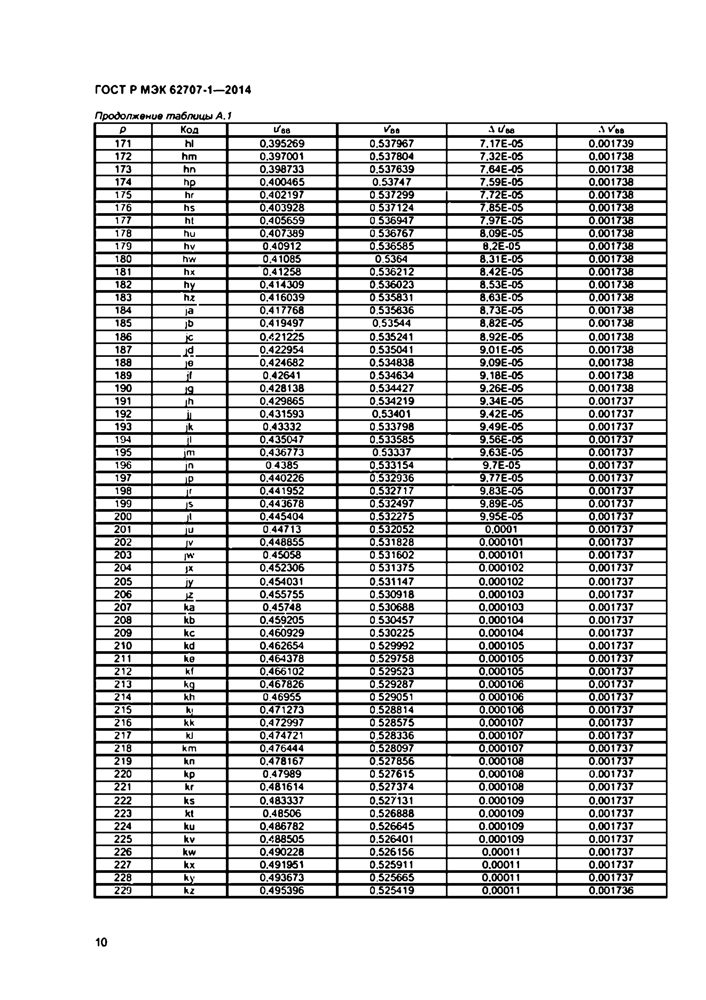 ГОСТ Р МЭК 62707-1—2014
Продолжение таблицы А.1
p Код u′вв v′вв Δ u′вв Δ v′вв
171 hl 0.395269 0.537967 7.17E-05 0.001739
172 hm 0.397001 0.537804 7.32E-05 0.001738
173 hn 0.398733 0.537639 7.64E-05 0.001738
174 hp 0.400465 0.53747 7.59E-05 0.001738
175 hr 0.402197 0.537299 7.72E-05 0.001738
176 hs 0.403928 0.537124 7.85E-05 0.001738
177 ht 0.405659 0.536947 7.97E-05 0.001738
178 hu 0.407389 0.536767 8.09E-05 0.001738
179 hv 0.40912 0.536585 8.2E-05 0.001738
180 hw 0.41085 0.5364 8.31E-05 0.001738
181 hx 0.41258 0.536212 8.42E-05 0.001738
182 hy 0.414309 0.536023 8.53E-05 0.001738
183 hz 0.416039 0.535831 8.63E-05 0.001738
184 ja 0.417768 0.535636 8.73E-05 0.001738
185 jb 0.419497 0.53544 8.82E-05 0.001738
186 jc 0.421225 0.535241 8.92E-05 0.001738
187 jd 0.422954 0.535041 9.01E-05 0.001738
188 je 0.424682 0.534838 9.09E-05 0.001738
189 jf 0.42641 0.534634 9.18E-05 0.001738
190 jg 0.428138 0.534427 9.26E-05 0.001738
191 jh 0.429865 0.534219 9.34E-05 0.001737
192 jj 0.431593 0.53401 9.42E-05 0.001737
193 jk 0.43332 0.533798 9.49E-05 0.001737
194 jl 0.435047 0.533585 9.56E-05 0.001737
195 jm 0.436773 0.53337 9.63E-05 0.001737
196 jn 0.4385 0.533154 9.7E-05 0.001737
197 jp 0.440226 0.532936 9.77E-05 0.001737
198 jr 0.441952 0.532717 9.83E-05 0.001737
199 js 0.443678 0.532497 9.89E-05 0.001737
200 jt 0.445404 0.532275 9.95E-05 0.001737
201 ju 0.44713 0.532052 0.0001 0.001737
202 jv 0.448855 0.531828 0.000101 0.001737
203 jw 0.45058 0.531602 0.000101 0.001737
204 jx 0.452306 0.531375 0.000102 0.001737
205 jy 0.454031 0.531147 0.000102 0.001737
206 jz 0.455755 0.530918 0.000103 0.001737
207 ka 0.45748 0.530688 0.000103 0.001737
208 kb 0.459205 0.530457 0.000104 0.001737
209 kc 0.460929 0.530225 0.000104 0.001737
210 kd 0.462654 0.529992 0.000105 0.001737
211 ke 0.464378 0.529758 0.000105 0.001737
212 kf 0.466102 0.529523 0.000105 0.001737
213 kg 0.467826 0.529287 0.000106 0.001737
214 kh 0.46955 0.529051 0.000106 0.001737
215 kj 0.471273 0.528814 0.000106 0.001737
216 kk 0.472997 0.528575 0.000107 0.001737
217 kl 0.474721 0.528336 0.000107 0.001737
218 km 0.476444 0.528097 0.000107 0.001737
219 kn 0.478167 0.527856 0.000108 0.001737
220 kp 0.47989 0.527615 0.000108 0.001737
221 kr 0.481614 0.527374 0.000108 0.001737
222 ks 0.483337 0.527131 0.000109 0.001737
223 kt 0.48506 0.526888 0.000109 0.001737
224 ku 0.486782 0.526645 0.000109 0.001737
225 kv 0.488505 0.526401 0.000109 0.001737
226 kw 0.490228 0.526156 0.00011 0.001737
227 kx 0.491951 0.525911 0.00011 0.001737
228 ky 0.493673 0.525665 0.00011 0.001737
229 kz 0.495396 0.525419 0.00011 0.001736
10